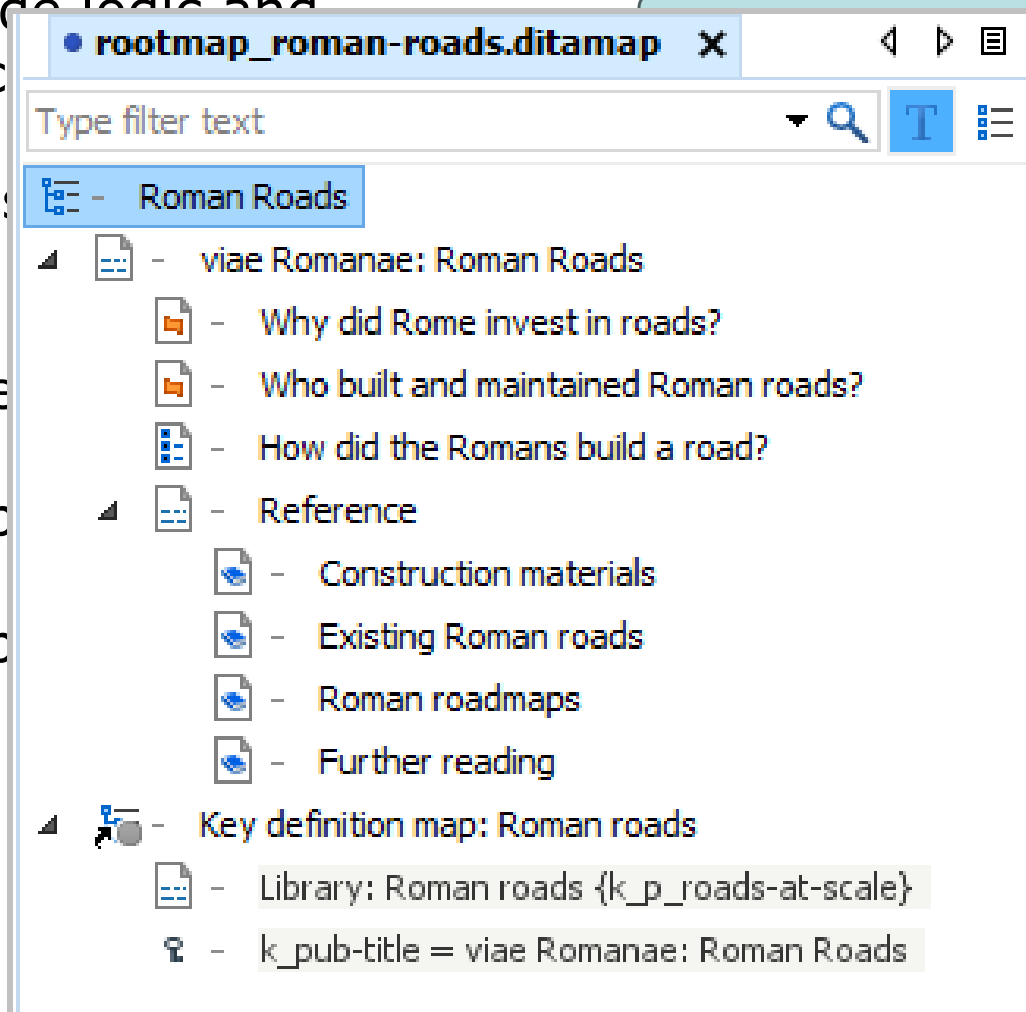 ge logic and
rootmap_roman-roads.ditamap
Type filter text
T
Roman Roads
viae Romanae: Roman Roads
Why did Rome invest in roads?
Who built and maintained Roman roads?
How did the Romans build a road?
Reference
Construction materials
Existing Roman roads
Roman roadmaps
Further reading
Key definition map: Roman roads
Library: Roman roads {k_p_roads-at-scale}
k_pub-title = viae Romanae: Roman Roads